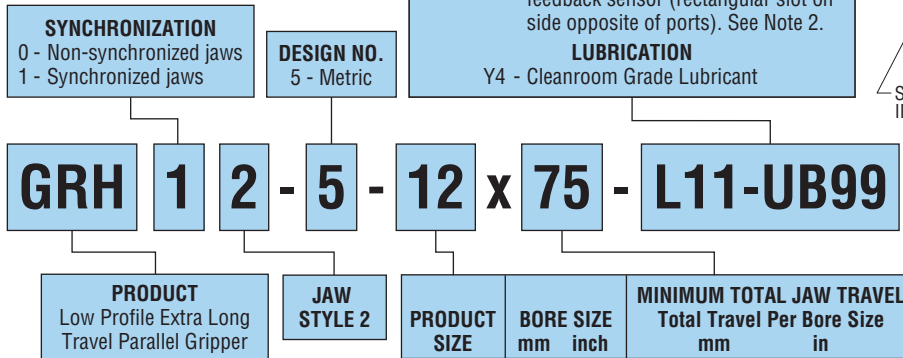 feedback sensor (rectangular slot on
side opposite of ports). See Note 2.
LUBRICATION
Y4 - Cleanroom Grade Lubricant
SYNCHRONIZATION
0 - Non-synchronized jaws
1 - Synchronized jaws
DESIGN NO.
5 - Metric
GRH 1 2 - 5 - 12 x 75 - L11-UB99
PRODUCT
Low Profile Extra Long
Travel Parallel Gripper
JAW
STYLE 2
PRODUCT
SIZE
BORE SIZE
mm inch
MINIMUM TOTAL JAW TRAVEL
Total Travel Per Bore Size
mm in